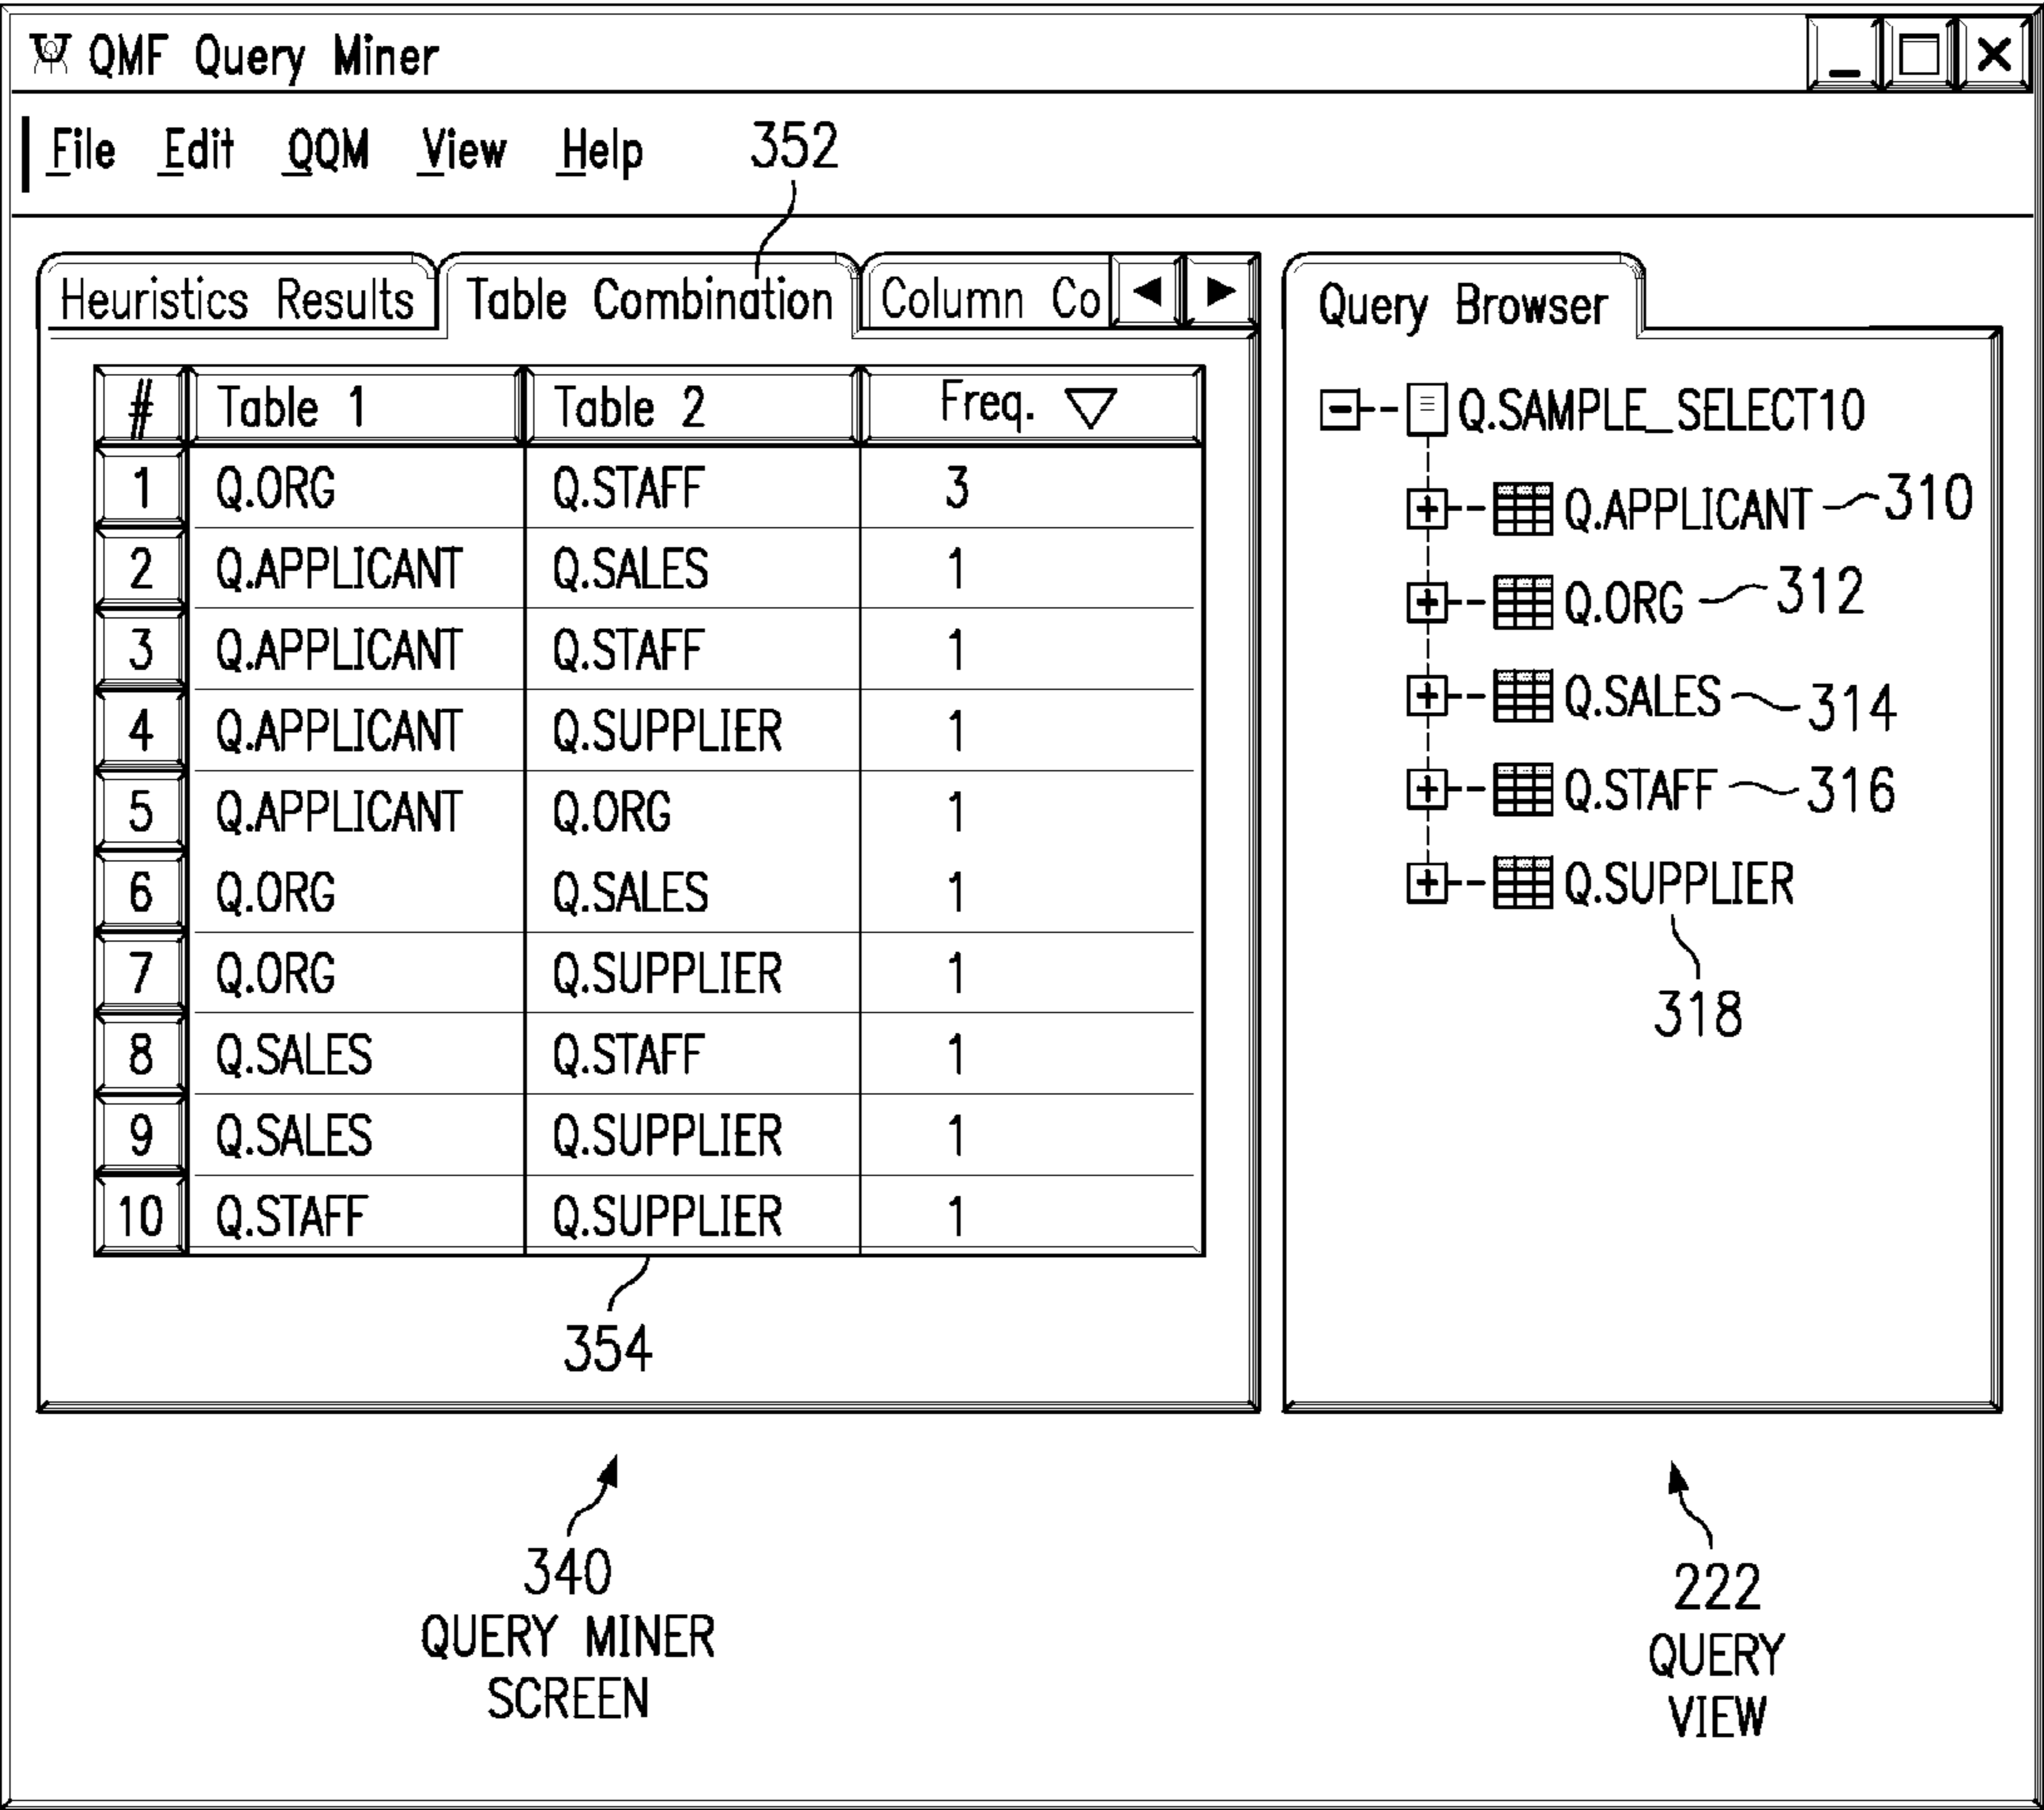 QMF Query Miner
File Edit QQM View Help 352
Heuristics Results Table Combination Column Co
# Table 1 Table 2 Freq.
1 Q.ORG Q.STAFF 3
2 Q.APPLICANT Q.SALES 1
3 Q.APPLICANT Q.STAFF 1
4 Q.APPLICANT Q.SUPPLIER 1
5 Q.APPLICANT Q.ORG 1
6 Q.ORG Q.SALES 1
7 Q.ORG Q.SUPPLIER 1
8 Q.SALES Q.STAFF 1
9 Q.SALES Q.SUPPLIER 1
10 Q.STAFF Q.SUPPLIER 1
354
340
QUERY MINER
SCREEN
Query Browser
Q.SAMPLE_SELECT10
Q.APPLICANT 310
Q.ORG 312
Q.SALES 314
Q.STAFF 316
Q.SUPPLIER
318
222
QUERY
VIEW